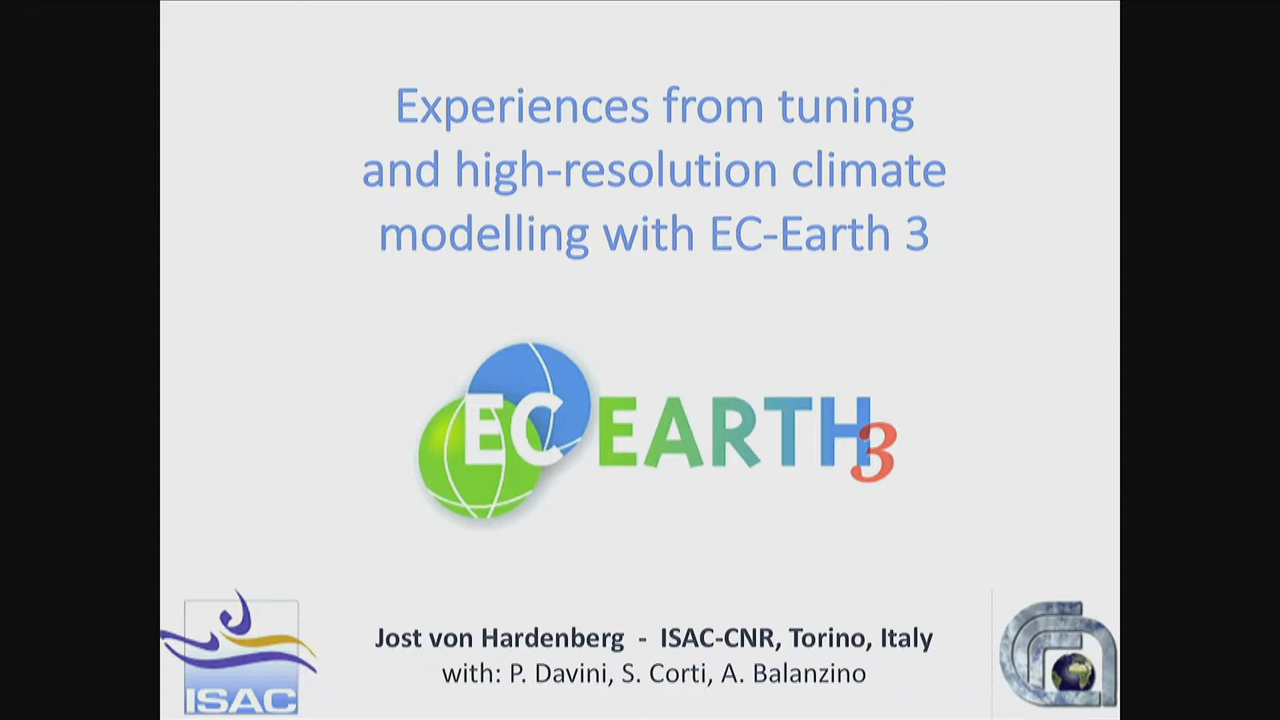 Experiences from tuning
and high-resolution climate
modelling with EC-Earth 3
EC EARTH3
Jost von Hardenberg - ISAC-CNR, Torino, Italy
with: P. Davini, S. Corti, A. Balanzino
ISAC